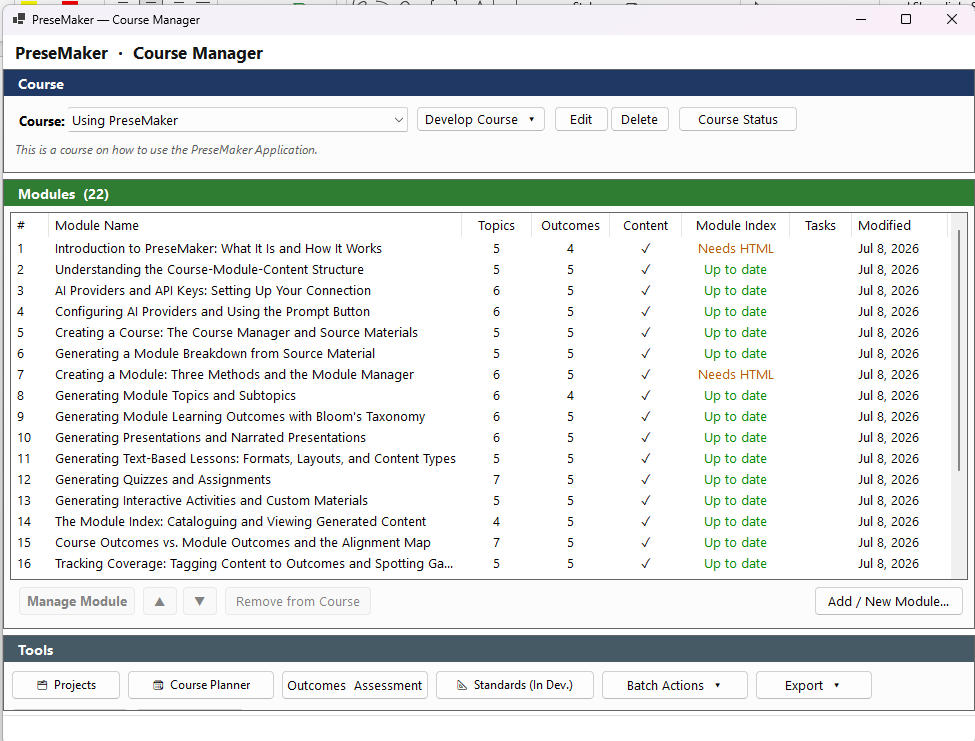 PreseMaker — Course Manager
PreseMaker · Course Manager
Course
Course: Using PreseMaker Develop Course ▼ Edit Delete Course Status
This is a course on how to use the PreseMaker Application.
Modules (22)
# Module Name Topics Outcomes Content Module Index Tasks Modified
1 Introduction to PreseMaker: What It Is and How It Works 5 4 ✓ Needs HTML Jul 8, 2026
2 Understanding the Course-Module-Content Structure 5 5 ✓ Up to date Jul 8, 2026
3 AI Providers and API Keys: Setting Up Your Connection 6 5 ✓ Up to date Jul 8, 2026
4 Configuring AI Providers and Using the Prompt Button 6 5 ✓ Up to date Jul 8, 2026
5 Creating a Course: The Course Manager and Source Materials 5 5 ✓ Up to date Jul 8, 2026
6 Generating a Module Breakdown from Source Material 5 5 ✓ Up to date Jul 8, 2026
7 Creating a Module: Three Methods and the Module Manager 6 5 ✓ Needs HTML Jul 8, 2026
8 Generating Module Topics and Subtopics 6 4 ✓ Up to date Jul 8, 2026
9 Generating Module Learning Outcomes with Bloom's Taxonomy 6 5 ✓ Up to date Jul 8, 2026
10 Generating Presentations and Narrated Presentations 6 5 ✓ Up to date Jul 8, 2026
11 Generating Text-Based Lessons: Formats, Layouts, and Content Types 5 5 ✓ Up to date Jul 8, 2026
12 Generating Quizzes and Assignments 7 5 ✓ Up to date Jul 8, 2026
13 Generating Interactive Activities and Custom Materials 5 5 ✓ Up to date Jul 8, 2026
14 The Module Index: Cataloguing and Viewing Generated Content 4 5 ✓ Up to date Jul 8, 2026
15 Course Outcomes vs. Module Outcomes and the Alignment Map 7 5 ✓ Up to date Jul 8, 2026
16 Tracking Coverage: Tagging Content to Outcomes and Spotting Ga... 5 5 ✓ Up to date Jul 8, 2026
Manage Module ▲ ▼ Remove from Course Add / New Module...
Tools
Projects Course Planner Outcomes Assessment Standards (In Dev.) Batch Actions ▼ Export ▼